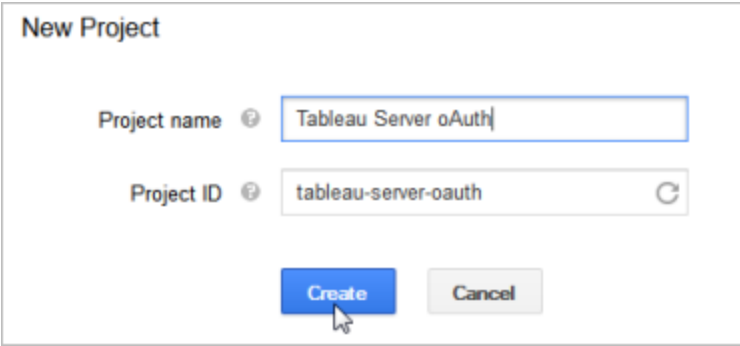 New Project
Project name ? Tableau Server oAuth
Project ID ? tableau-server-oauth
Create Cancel